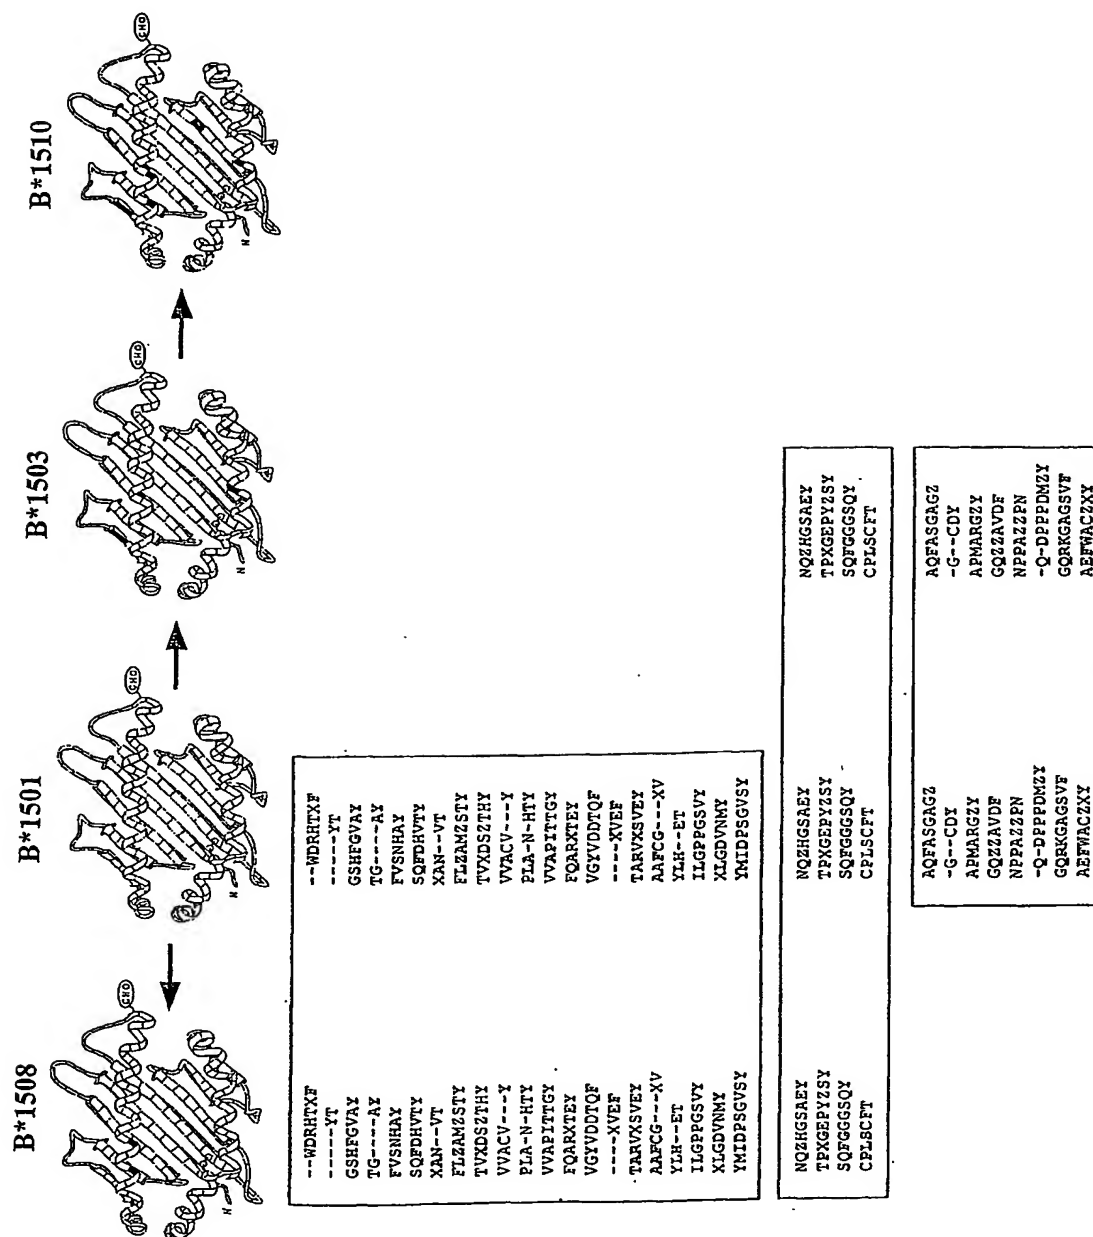 B*1508 B*1501 B*1503 B*1510
CHO CHO CHO CHO
N N N N
--WDRHTXF --WDRHTXF
-----YT -----YT
GSHFGVAY GSHFGVAY
TG----AY TG----AY
FVSNHAY FVSNHAY
SQFDHVTY SQFDHVTY
XAN--VT XAN--VT
FLZAMZSTY FLZAMZSTY
TVXDSZTHY TVXDSZTHY
VVACV---Y VVACV---Y
PLA-N-HTY PLA-N-HTY
VVAPITTGY VVAPITTGY
FQARXTEY FQARXTEY
VGYVDDTQF VGYVDDTQF
----XVEF ----XVEF
TARVXSVEY TARVXSVEY
AAFCG---XV AAFCG---XV
YLH--ET YLH--ET
ILGPPGSVY ILGPPGSVY
XLGDVNMY XLGDVNMY
YMIDPSGVSY YMIDPSGVSY
NQZHGSAEY NQZHGSAEY NQZHGSAEY
TPXGEPYZSY TPXGEPYZSY TPXGEPYZSY
SQFGGGSQY SQFGGGSQY SQFGGGSQY
CPLSCFT CPLSCFT CPLSCFT
AQFASGAGZ AQFASGAGZ
-G--CDY -G--CDY
APMARGZY APMARGZY
GQZZAVDF GQZZAVDF
NPPAZZPN NPPAZZPN
-Q-DPPPDMZY -Q-DPPPDMZY
GQRKGAGSVF GQRKGAGSVF
AEFWACZXY AEFWACZXY